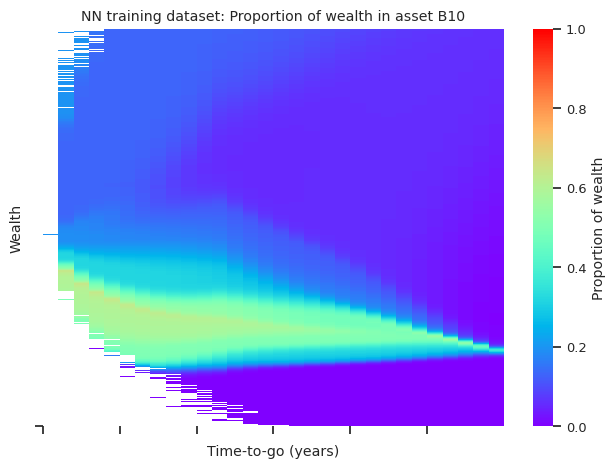 NN training dataset: Proportion of wealth in asset B10
Wealth
Time-to-go (years)
1.0
0.8
0.6
0.4
0.2
0.0
Proportion of wealth